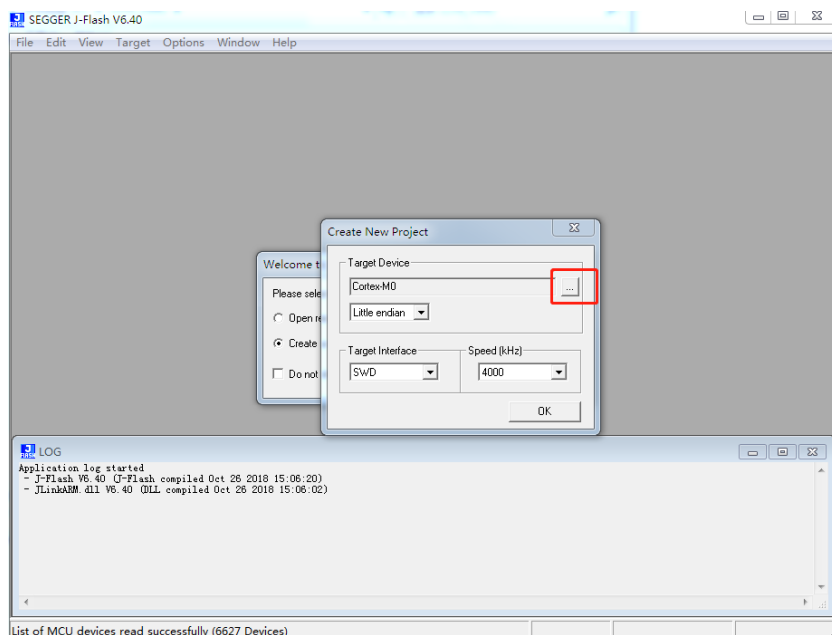 SEGGER J-Flash V6.40
File Edit View Target Options Window Help
Create New Project
Target Device
Cortex-M0
...
Little endian
Target Interface
Speed (kHz)
SWD
4000
OK
Welcome t
Please sele
Open re
Create
Do not
LOG
Application log started
- J-Flash V6.40 (J-Flash compiled Oct 26 2018 15:06:20)
- JLinkARM.dll V6.40 (DLL compiled Oct 26 2018 15:06:02)
List of MCU devices read successfully (6627 Devices)